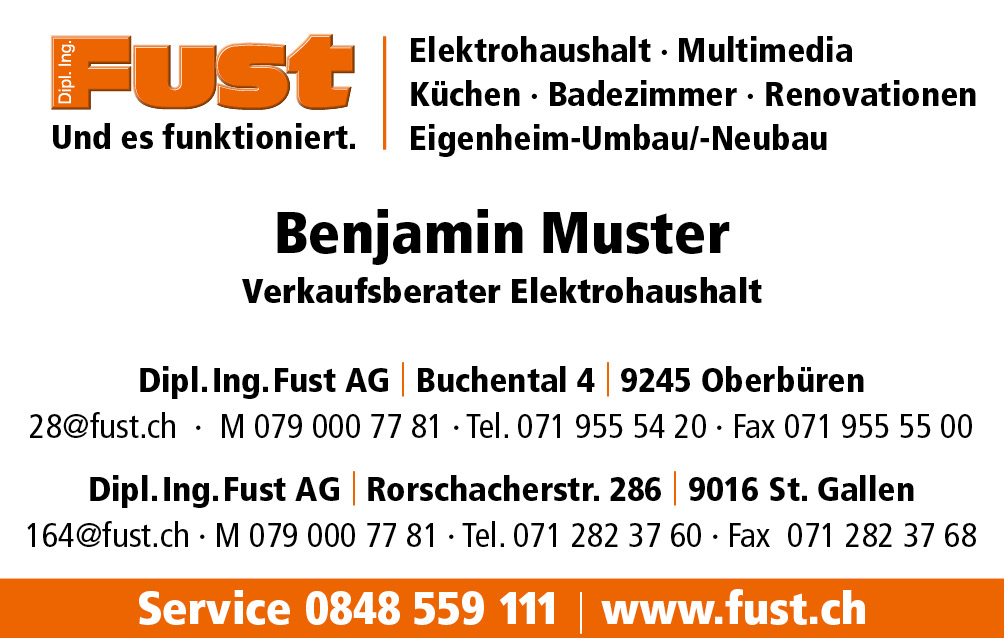 Dipl. Ing.
Fust
Und es funktioniert.
Elektrohaushalt · Multimedia
Küchen · Badezimmer · Renovationen
Eigenheim-Umbau/-Neubau
Benjamin Muster
Verkaufsberater Elektrohaushalt
Dipl. Ing. Fust AG | Buchental 4 | 9245 Oberbüren
28@fust.ch · M 079 000 77 81 · Tel. 071 955 54 20 · Fax 071 955 55 00
Dipl. Ing. Fust AG | Rorschacherstr. 286 | 9016 St. Gallen
164@fust.ch · M 079 000 77 81 · Tel. 071 282 37 60 · Fax 071 282 37 68
Service 0848 559 111 | www.fust.ch